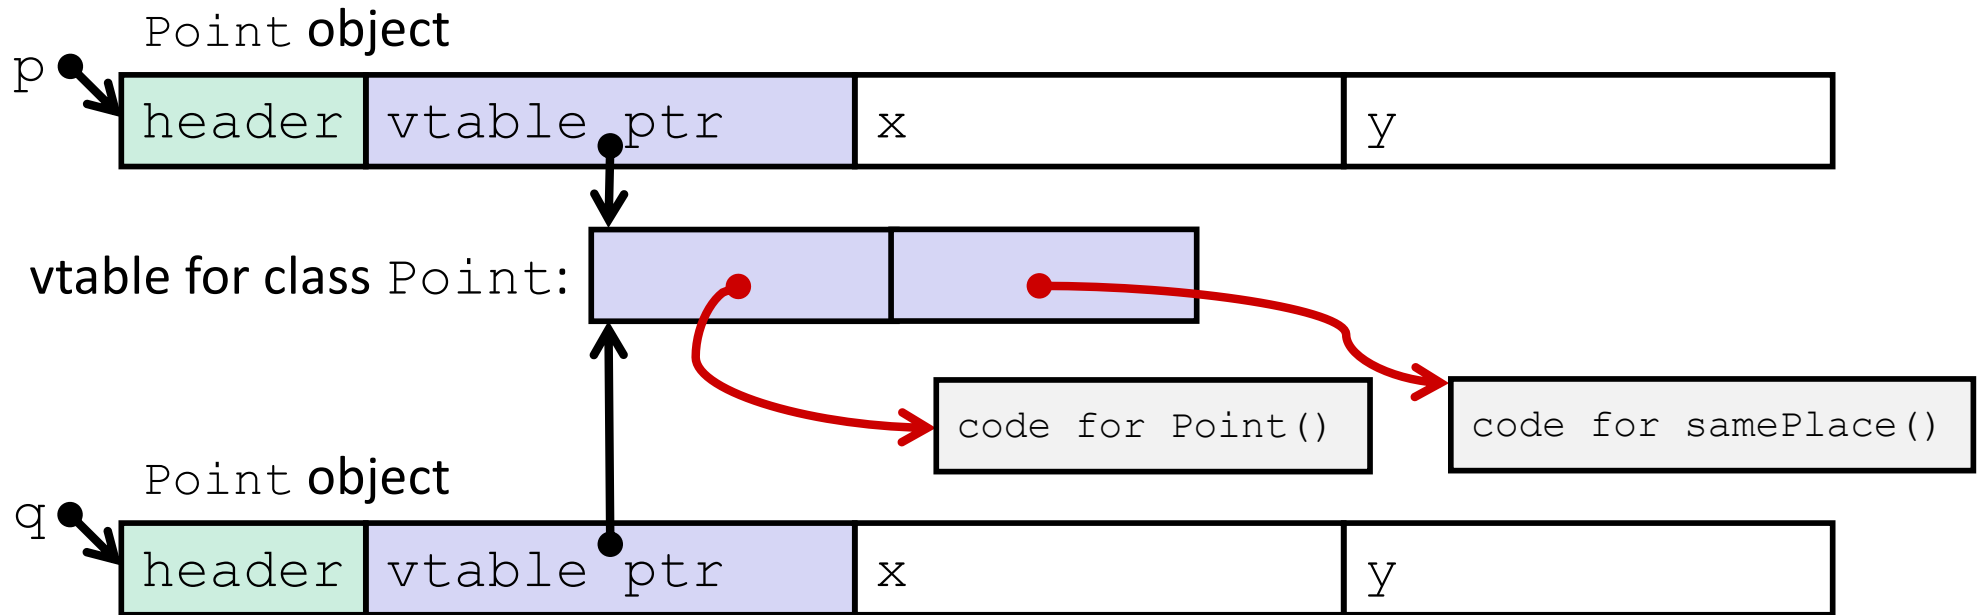 Point object
p
header vtable ptr x y
vtable for class Point:
code for Point() code for samePlace()
Point object
q
header vtable ptr x y